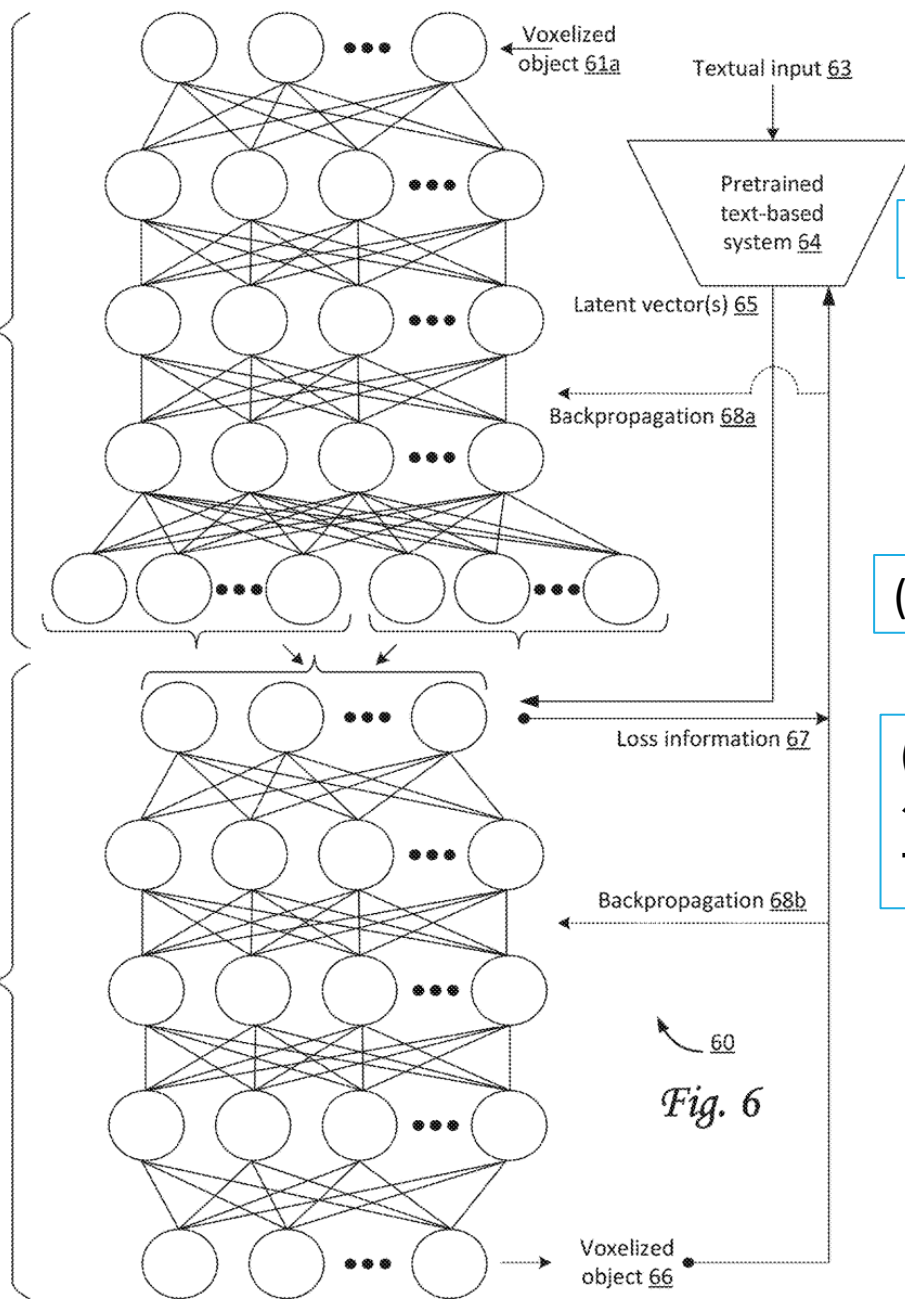 Voxelized
object 61a
Textual input 63
Pretrained
text-based
system 64
Latent vector(s) 65
Backpropagation 68a
(
Loss information 67
(
Backpropagation 68b
60
Fig. 6
Voxelized
object 66